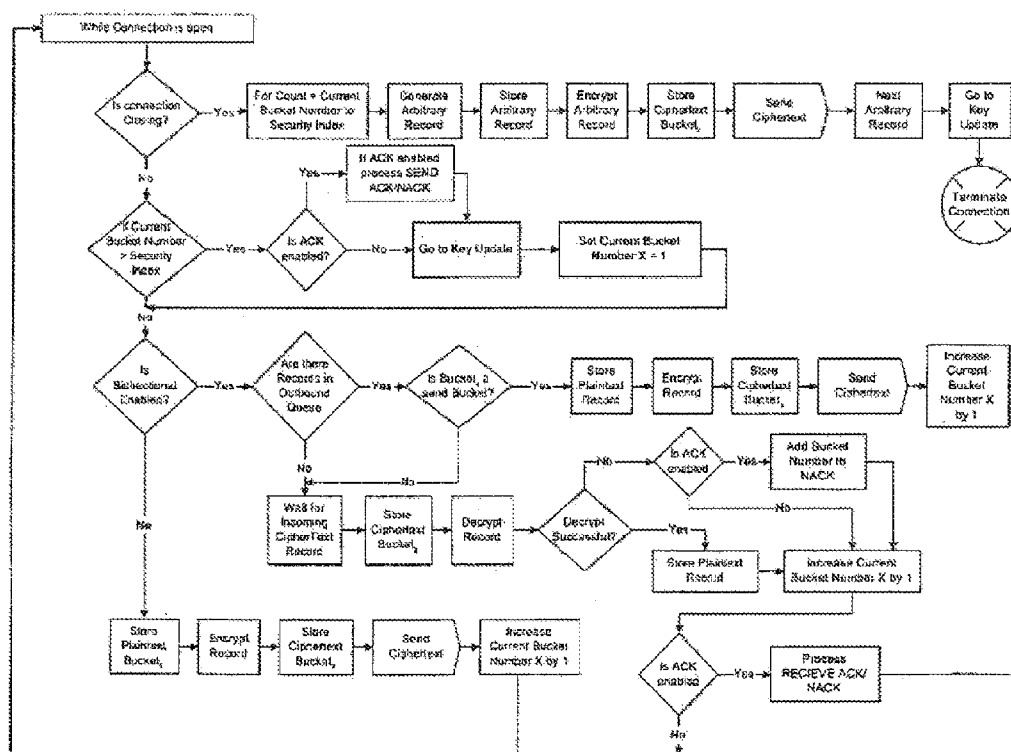 While Connection is open
Is connection
Closing?
Yes
For Count = Current
Bucket Number to
Security Index
Generate
Arbitrary
Record
Store
Arbitrary
Record
Encrypt
Arbitrary
Record
Store
Ciphertext
Bucketₓ
Send
Ciphertext
Next
Arbitrary
Record
Go to
Key
Update
Terminate
Connection
No
If Current
Bucket Number
> Security
Index
Yes
Is ACK
enabled?
Yes
If ACK enabled
process SEND
ACK/NACK
No
Go to Key Update
Set Current Bucket
Number X = 1
No
Is
Bidirectional
Enabled?
Yes
Are there
Records in
Outbound
Queue
Yes
Is Bucketₓ a
send Bucket?
Yes
Store
Plaintext
Record
Encrypt
Record
Store
Ciphertext
Bucketₓ
Send
Ciphertext
Increase
Current
Bucket
Number X
by 1
No
No
Wait for
Incoming
CipherText
Record
Store
Ciphertext
Bucketₓ
Decrypt
Record
Decrypt
Successful?
No
Is ACK
enabled
Yes
Add Bucket
Number to
NACK
No
Yes
Store Plaintext
Record
Increase Current
Bucket Number X by 1
No
Store
Plaintext
Bucketₓ
Encrypt
Record
Store
Ciphertext
Bucketₓ
Send
Ciphertext
Increase
Current Bucket
Number X by 1
Is ACK
enabled
Yes
Process
RECIEVE ACK/
NACK
No